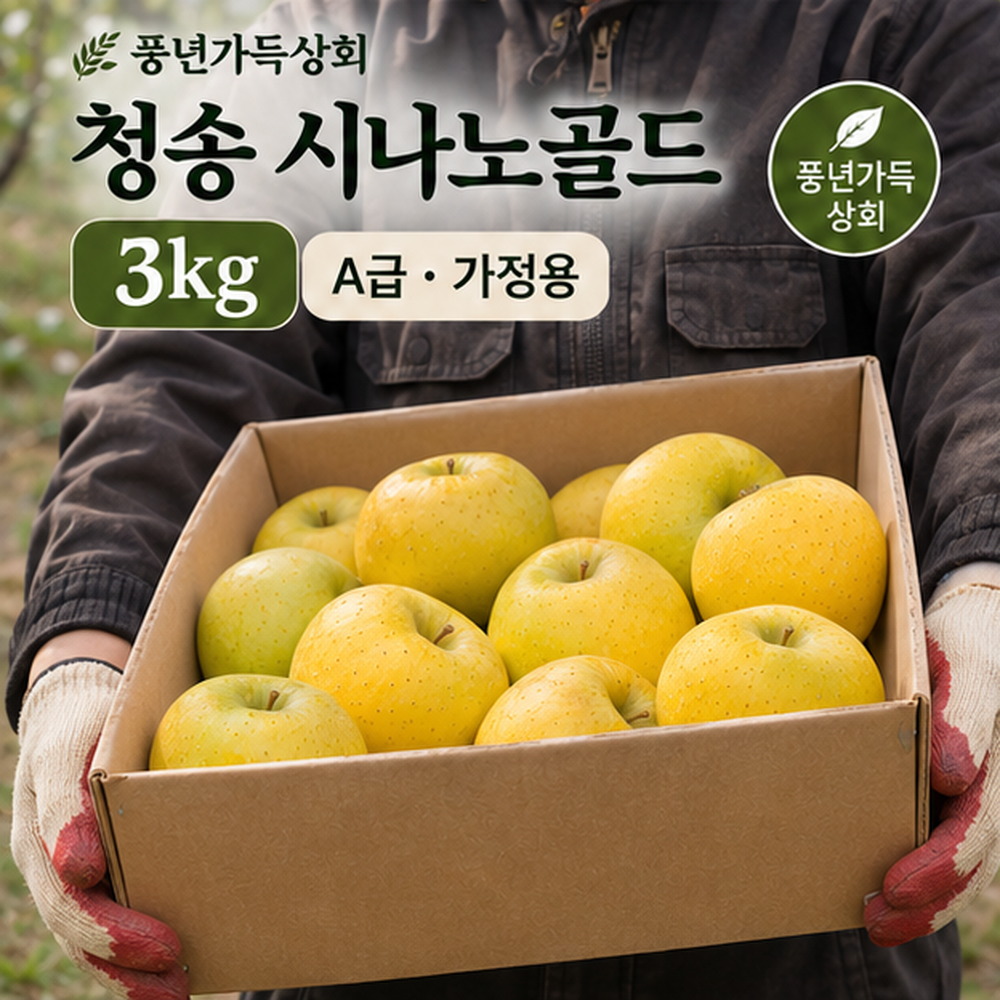 풍년가득상회
청송 시나노골드
3kg
A급 · 가정용
풍년가득
상회